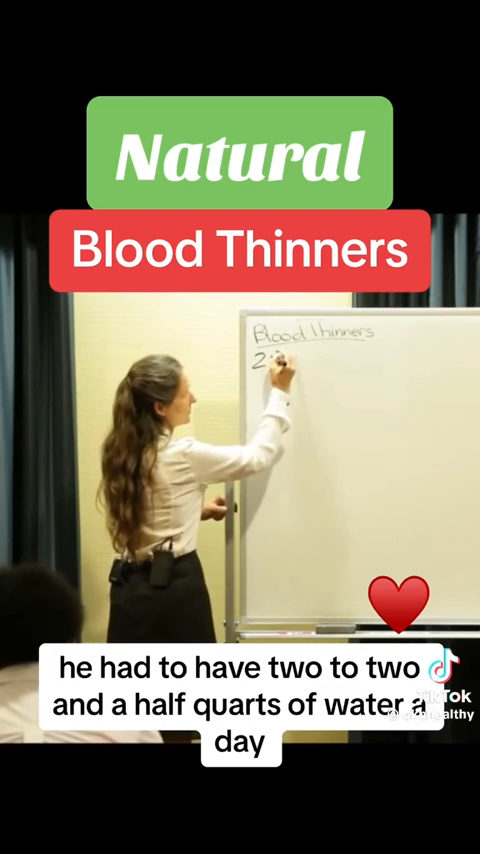 Natural
Blood Thinners
Blood Thinners
he had to have two to two
and a half quarts of water a
day
TikTok